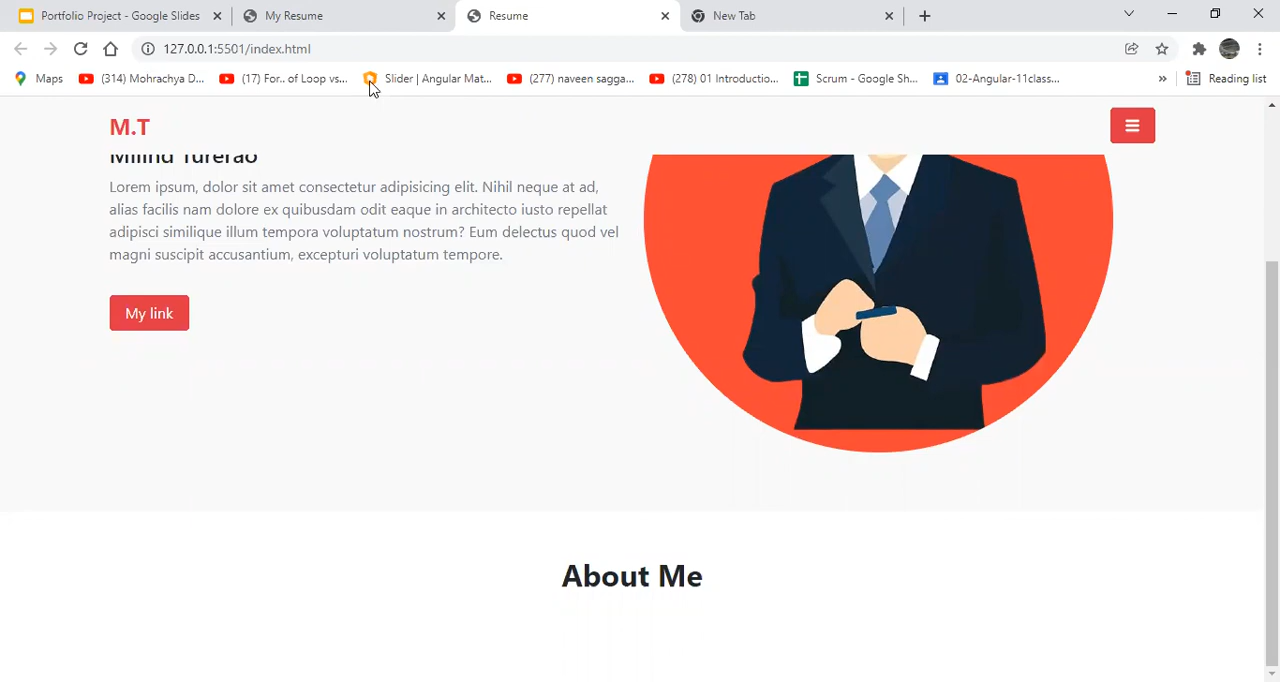 Portfolio Project - Google Slides
My Resume
Resume
New Tab
127.0.0.1:5501/index.html
Maps
(314) Mohrachya D...
(17) For.. of Loop vs...
Slider | Angular Mat...
(277) naveen sagga...
(278) 01 Introductio...
Scrum - Google Sh...
02-Angular-11class...
»
Reading list
M.T
Milind Turerao
Lorem ipsum, dolor sit amet consectetur adipisicing elit. Nihil neque at ad,
alias facilis nam dolore ex quibusdam odit eaque in architecto iusto repellat
adipisci similique illum tempora voluptatum nostrum? Eum delectus quod vel
magni suscipit accusantium, excepturi voluptatum tempore.
My link
About Me